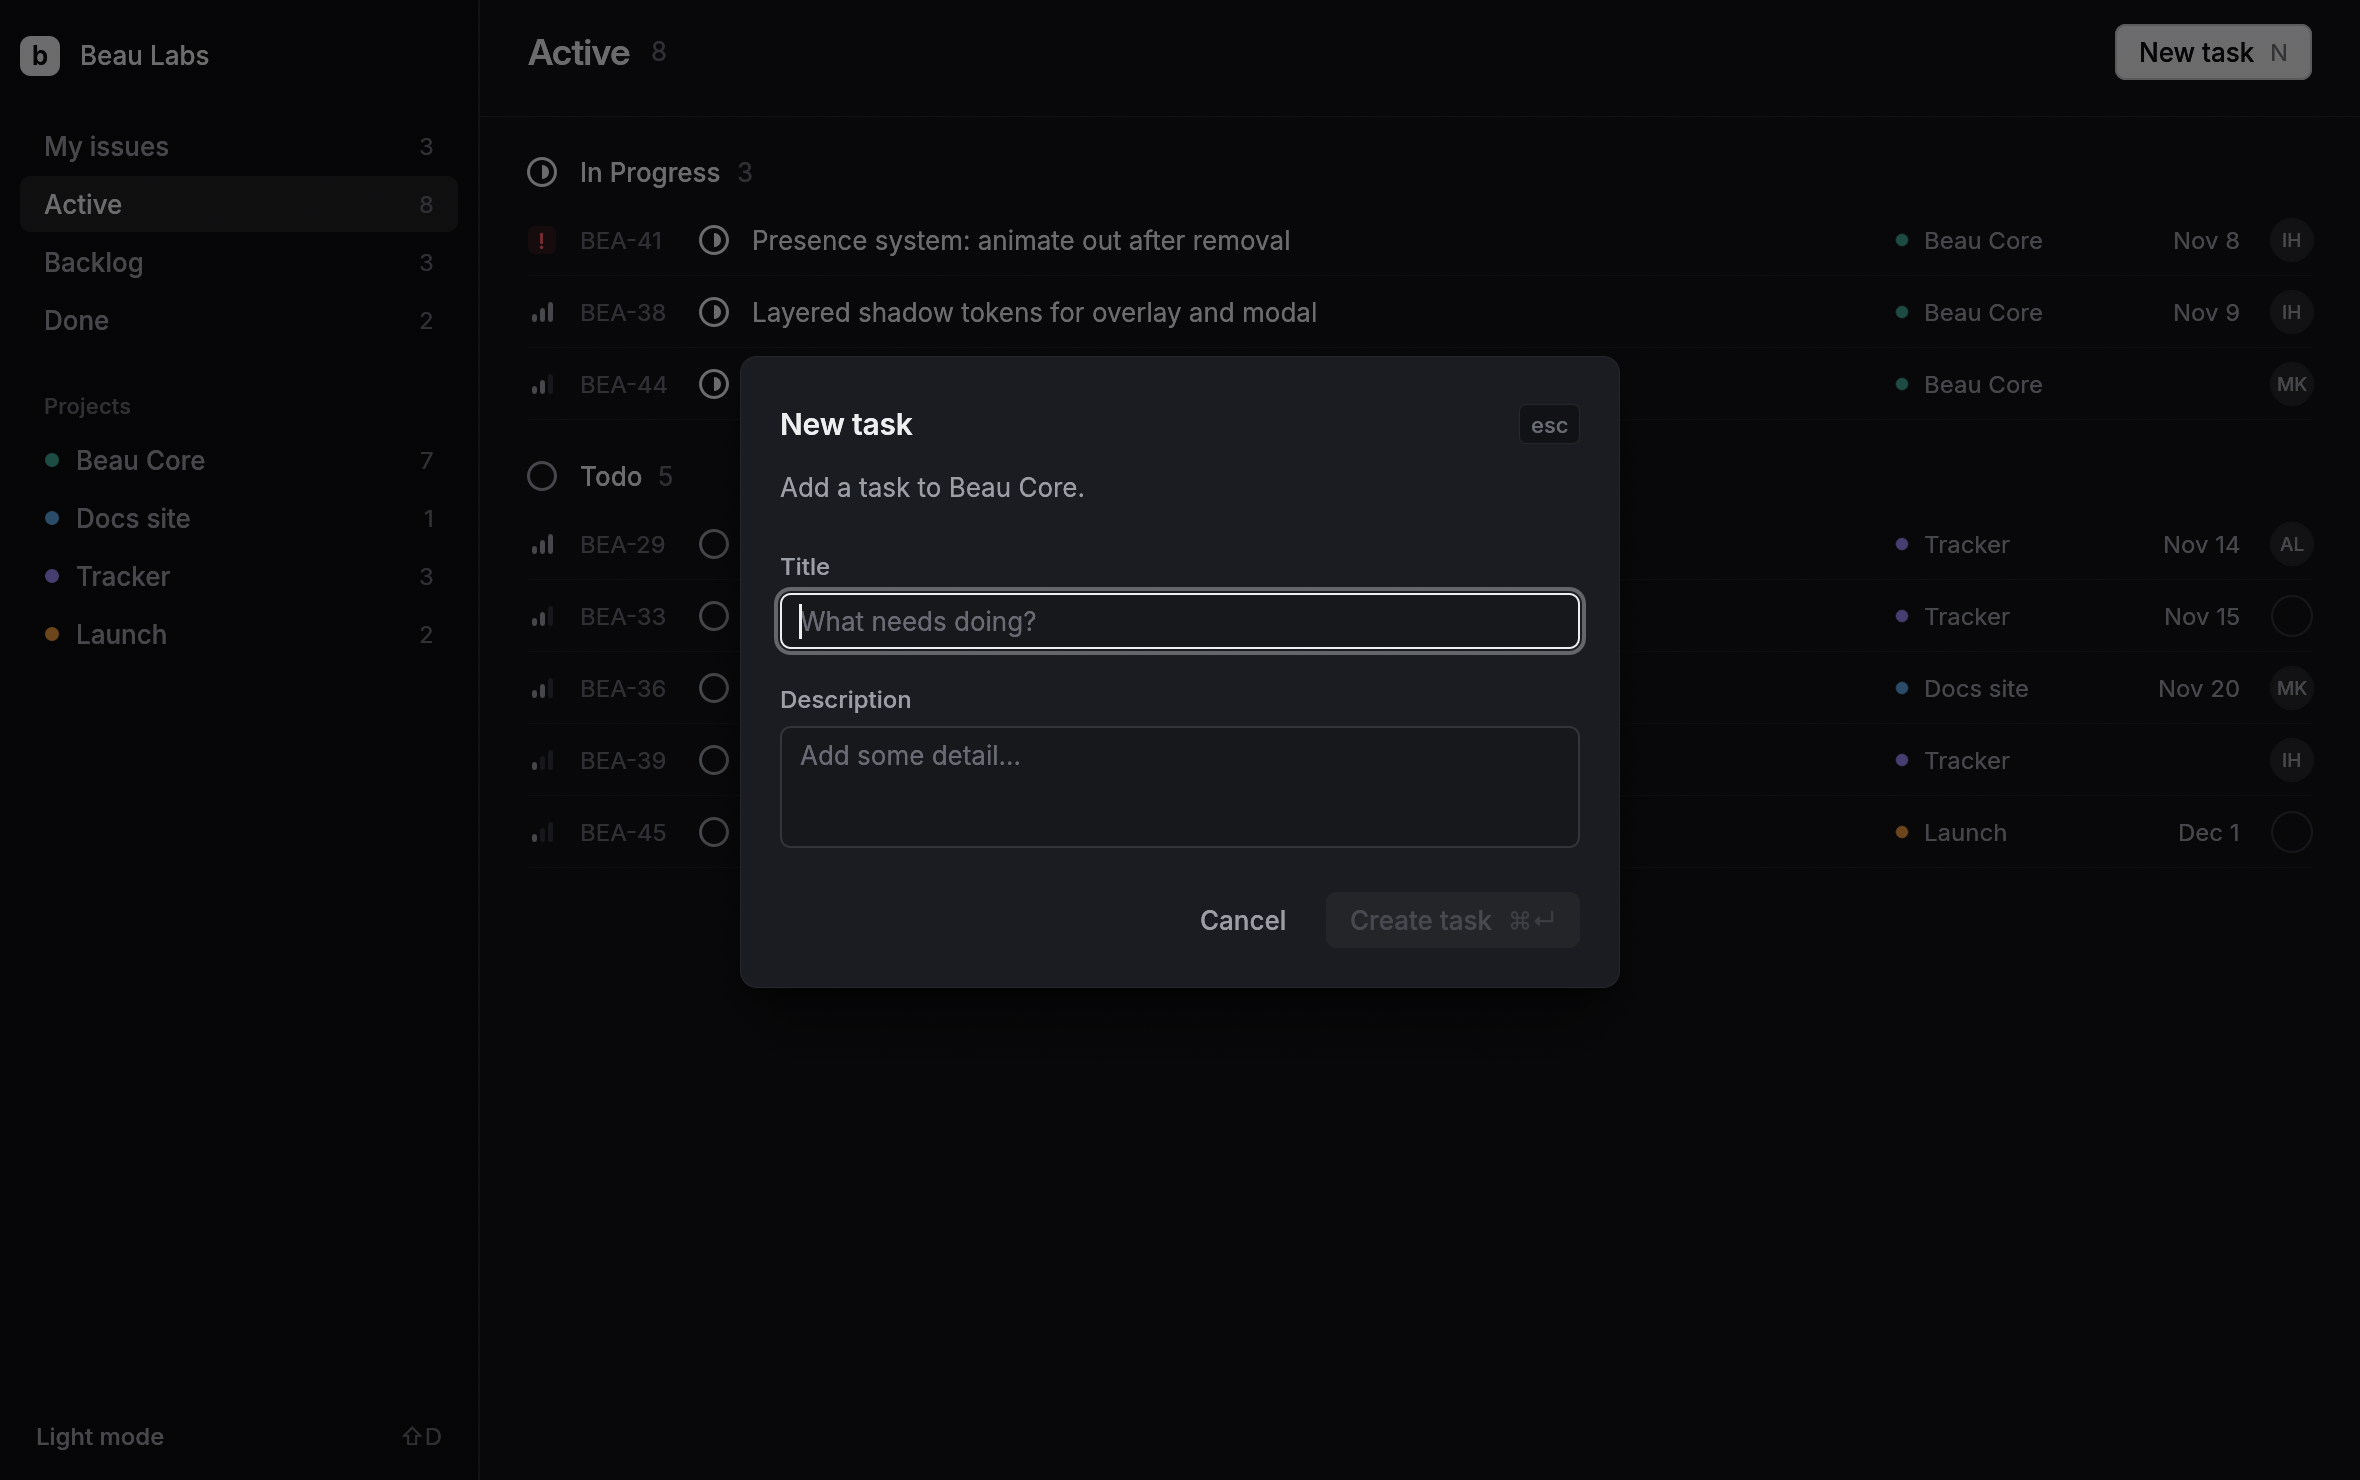 b Beau Labs
My issues 3
Active 8
Backlog 3
Done 2
Projects
Beau Core 7
Docs site 1
Tracker 3
Launch 2
Light mode ⇧D
Active 8
New task N
In Progress 3
! BEA-41 Presence system: animate out after removal Beau Core Nov 8 IH
BEA-38 Layered shadow tokens for overlay and modal Beau Core Nov 9 IH
BEA-44 Beau Core MK
Todo 5
BEA-29 Tracker Nov 14 AL
BEA-33 Tracker Nov 15
BEA-36 Docs site Nov 20 MK
BEA-39 Tracker IH
BEA-45 Launch Dec 1
New task esc
Add a task to Beau Core.
Title
What needs doing?
Description
Add some detail...
Cancel
Create task ⌘↵